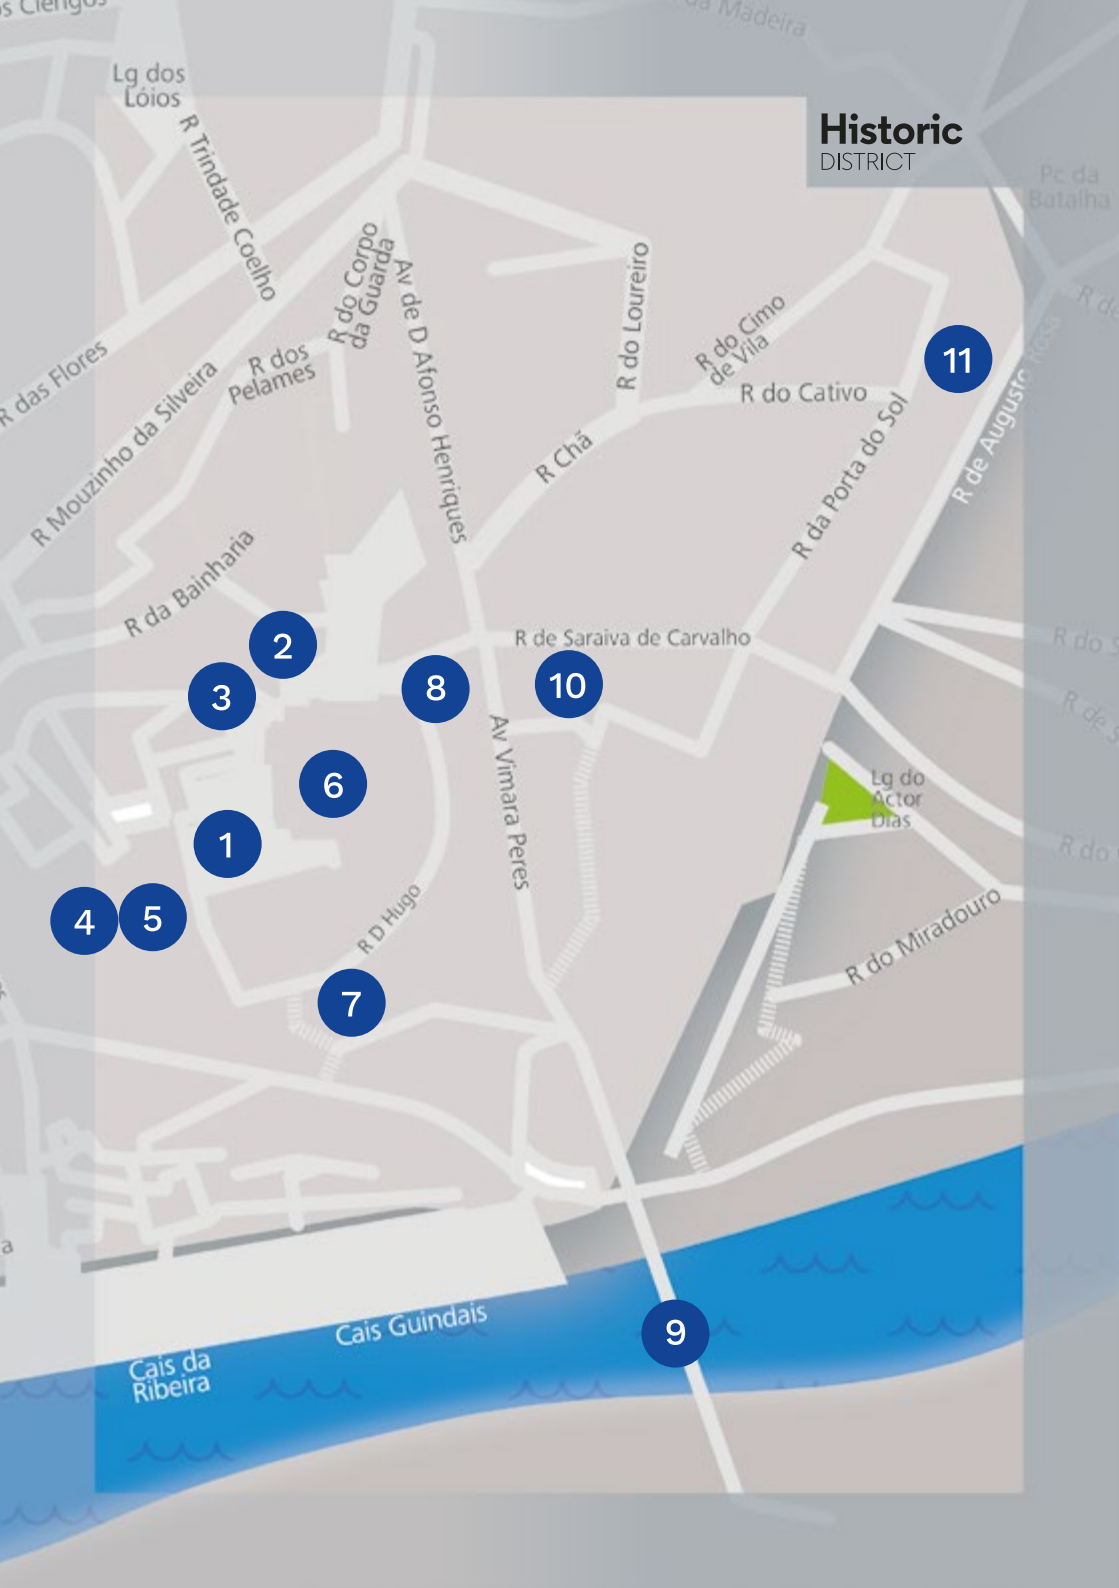 da Madeira
Lg dos
Lóios
Historic
DISTRICT
R Trindade Coelho
Pc da
Batalha
R do Corpo
da Guarda
Av de D Afonso Henriques
R do Loureiro
R do Cimo
de Vila
R das Flores
R Mouzinho da Silveira
R dos
Pelames
11
R do Cativo
R de Augusto Rosa
R Chã
R da Porta do Sol
R da Bainharia
2
R de Saraiva de Carvalho
3
8
10
6
Av Vimara Peres
Lg do
Actor
Dias
1
4
5
R D Hugo
R do Miradouro
7
9
Cais Guindais
Cais da
Ribeira